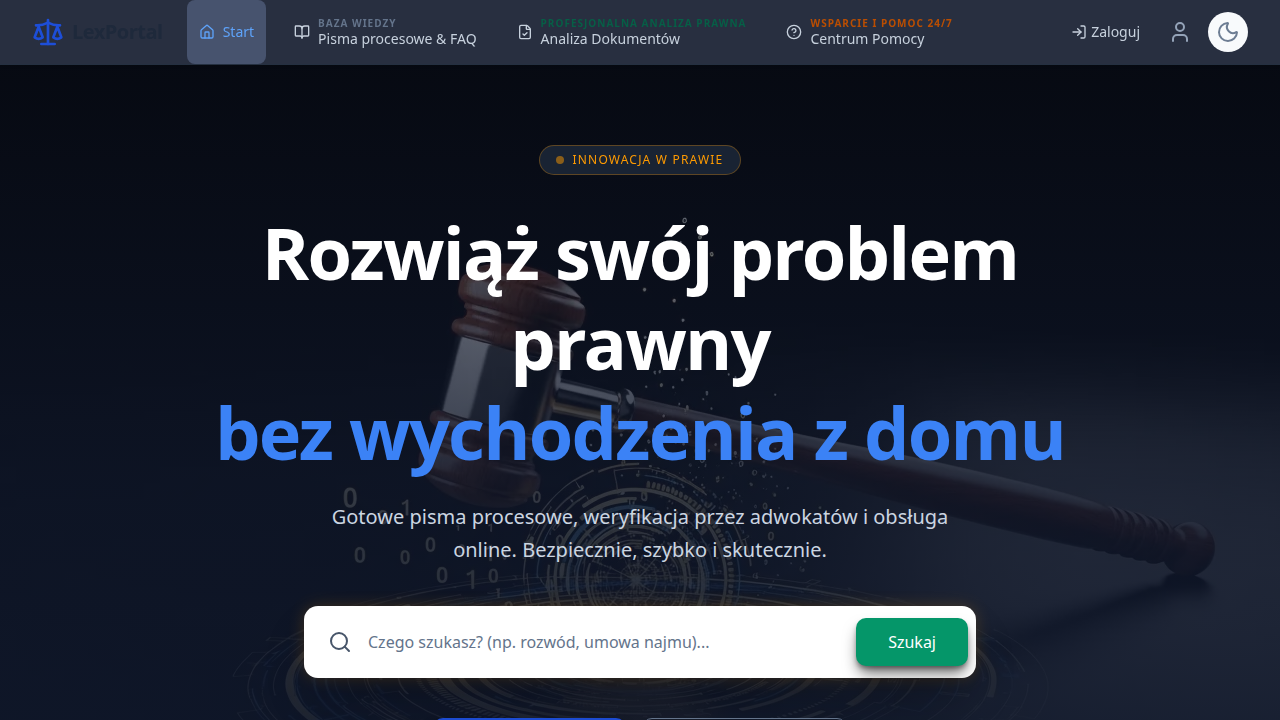 LexPortal
Start
BAZA WIEDZY
Pisma procesowe & FAQ
PROFESJONALNA ANALIZA PRAWNA
Analiza Dokumentów
WSPARCIE I POMOC 24/7
Centrum Pomocy
Zaloguj
INNOWACJA W PRAWIE
Rozwiąż swój problem
prawny
bez wychodzenia z domu
Gotowe pisma procesowe, weryfikacja przez adwokatów i obsługa
online. Bezpiecznie, szybko i skutecznie.
Czego szukasz? (np. rozwód, umowa najmu)...
Szukaj